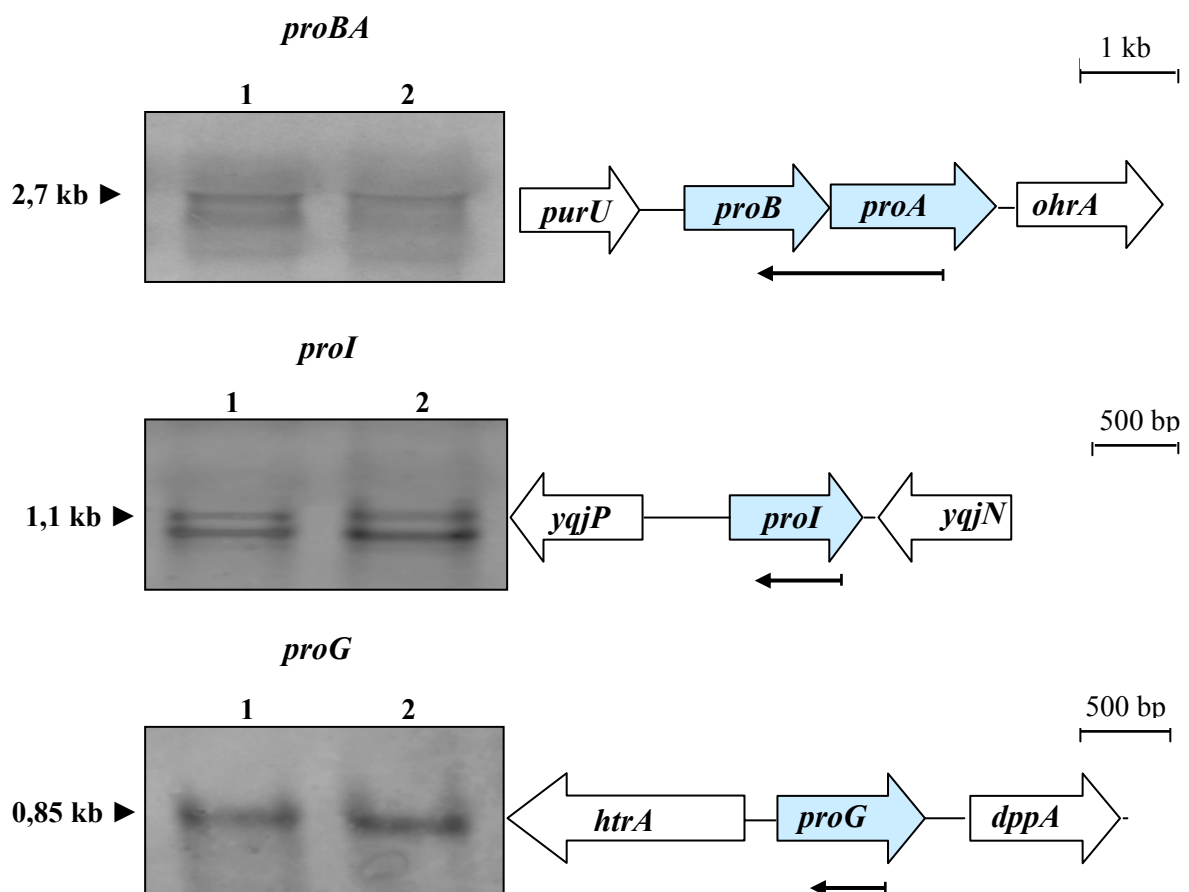 proBA
1 kb
1 2
2,7 kb
purU proB proA ohrA
proI
1 2
500 bp
1,1 kb
yqjP proI yqjN
proG
1 2
500 bp
0,85 kb
htrA proG dppA